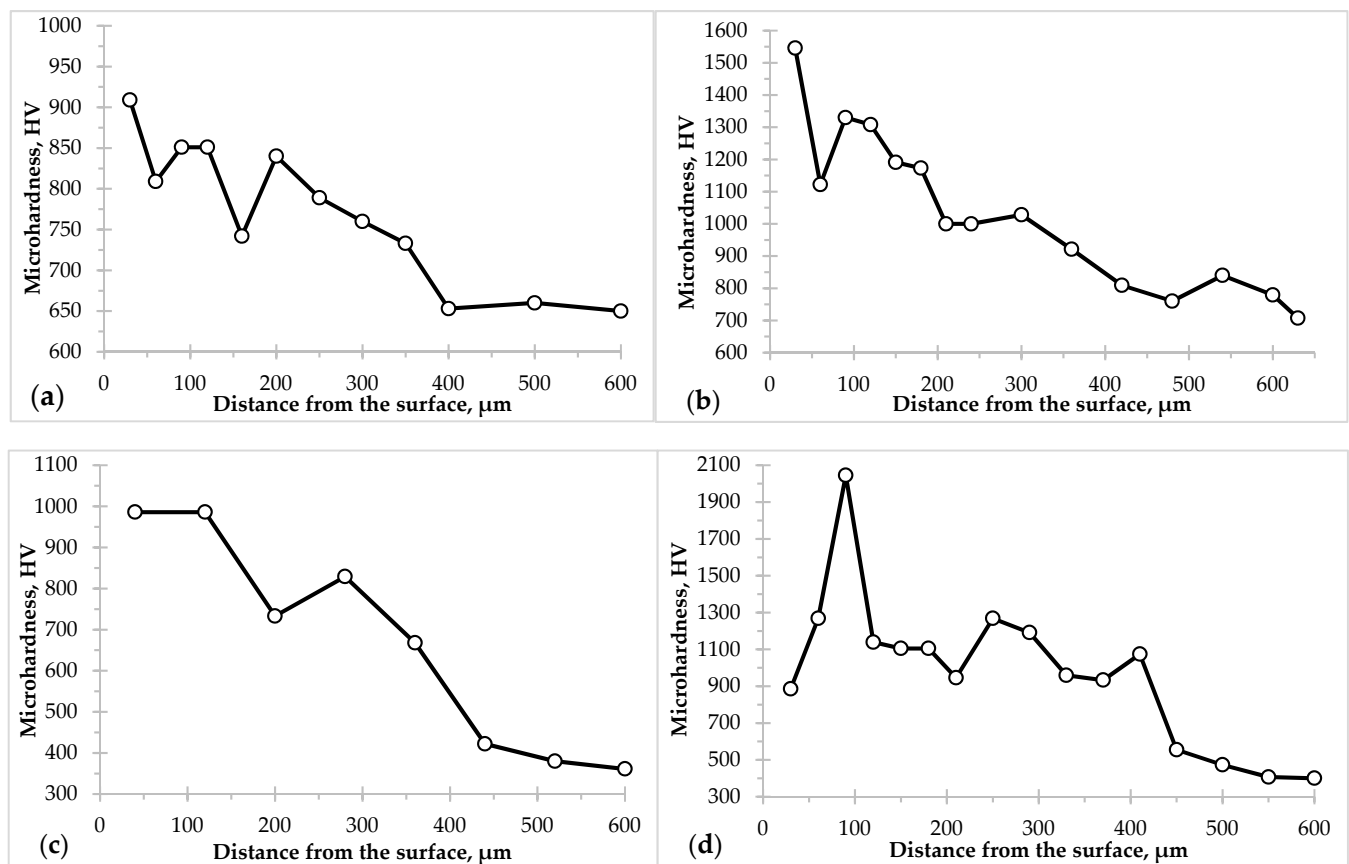 1000
950
900
850
800
750
700
650
600
Microhardness, HV
0 100 200 300 400 500 600
(a)
Distance from the surface, μm
1600
1500
1400
1300
1200
1100
1000
900
800
700
600
Microhardness, HV
0 100 200 300 400 500 600
(b)
Distance from the surface, μm
1100
1000
900
800
700
600
500
400
300
Microhardness, HV
0 100 200 300 400 500 600
(c)
Distance from the surface, μm
2100
1900
1700
1500
1300
1100
900
700
500
300
Microhardness, HV
0 100 200 300 400 500 600
(d)
Distance from the surface, μm